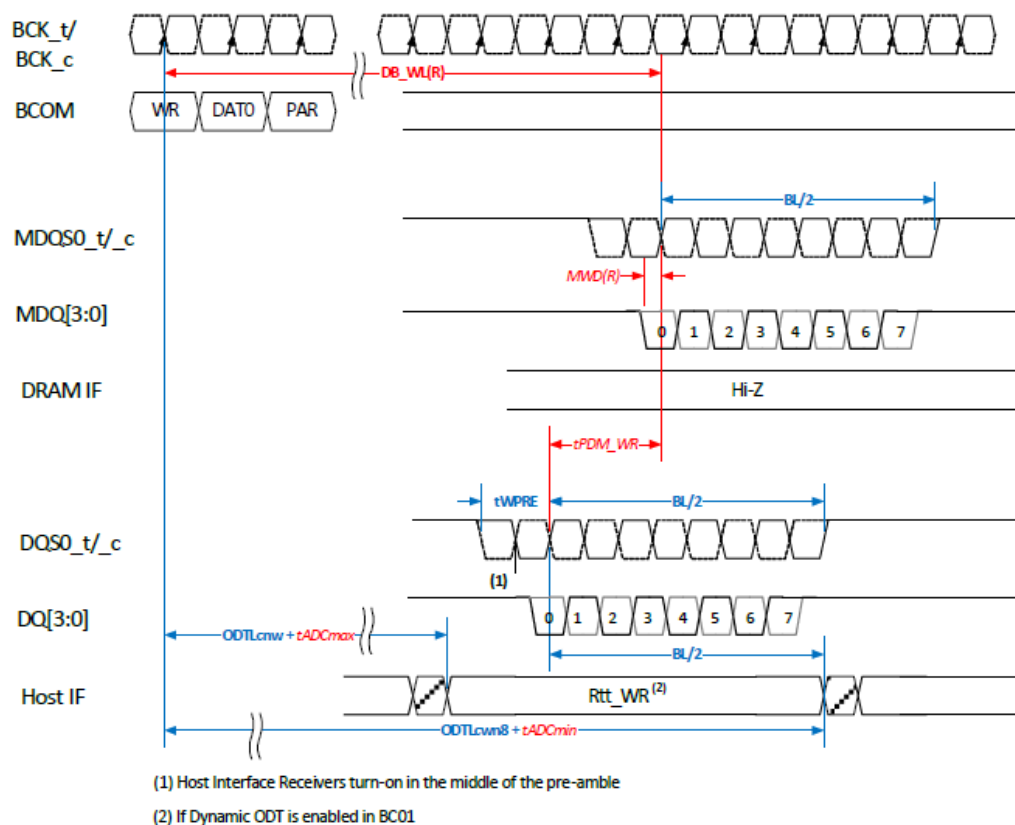 BCK_t/
BCK_c
DB_WL(R)
BCOM
WR DAT0 PAR
BL/2
MDQS0_t/_c
MWD(R)
MDQ[3:0]
0 1 2 3 4 5 6 7
DRAM IF
Hi-Z
tPDM_WR
tWPRE BL/2
DQS0_t/_c
(1)
DQ[3:0]
0 1 2 3 4 5 6 7
ODTLcnw + tADCmax
BL/2
Host IF
Rtt_WR(2)
ODTLcwn8 + tADCmin
(1) Host Interface Receivers turn-on in the middle of the pre-amble
(2) If Dynamic ODT is enabled in BC01